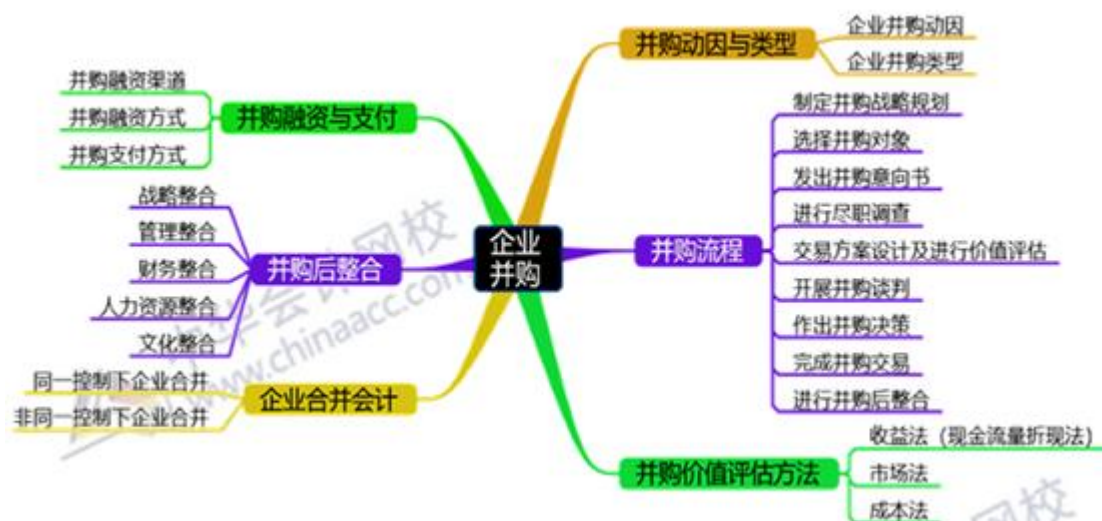 企业
并购
并购动因与类型
企业并购动因
企业并购类型
并购流程
制定并购战略规划
选择并购对象
发出并购意向书
进行尽职调查
交易方案设计及进行价值评估
开展并购谈判
作出并购决策
完成并购交易
进行并购后整合
并购价值评估方法
收益法（现金流量折现法）
市场法
成本法
并购融资与支付
并购融资渠道
并购融资方式
并购支付方式
并购后整合
战略整合
管理整合
财务整合
人力资源整合
文化整合
企业合并会计
同一控制下企业合并
非同一控制下企业合并
中华会计网校
www.chinaacc.com
网校